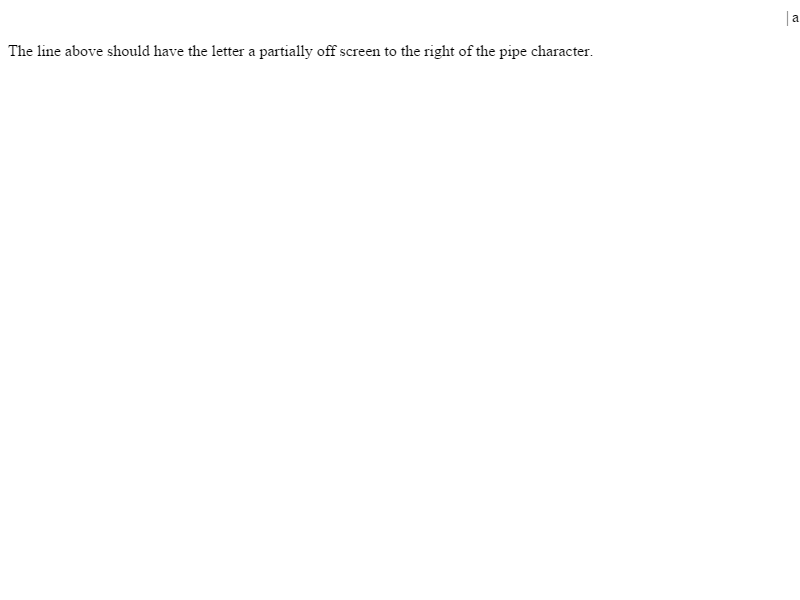 |a
The line above should have the letter a partially off screen to the right of the pipe character.